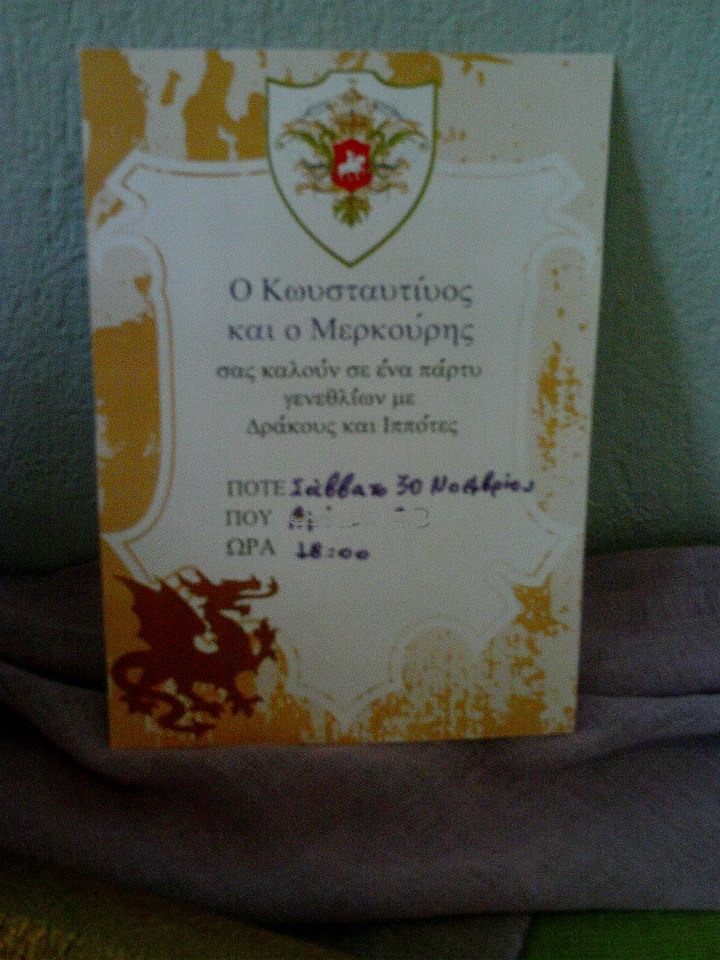 Ο Κωυσταυτίυος
και ο Μερκούρης
σας καλούν σε ένα πάρτυ
γενεθλίων με
Δράκους και Ιππότες
ΠΟΤΕ Σάββατο 30 Νοεμβρίου
ΠΟΥ
ΩΡΑ 18:00